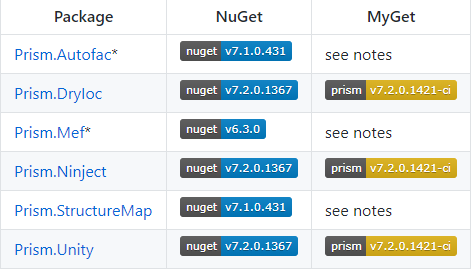 Package NuGet MyGet
Prism.Autofac* nuget v7.1.0.431 see notes
Prism.DryIoc nuget v7.2.0.1367 prism v7.2.0.1421-ci
Prism.Mef* nuget v6.3.0 see notes
Prism.Ninject nuget v7.2.0.1367 prism v7.2.0.1421-ci
Prism.StructureMap nuget v7.1.0.431 see notes
Prism.Unity nuget v7.2.0.1367 prism v7.2.0.1421-ci